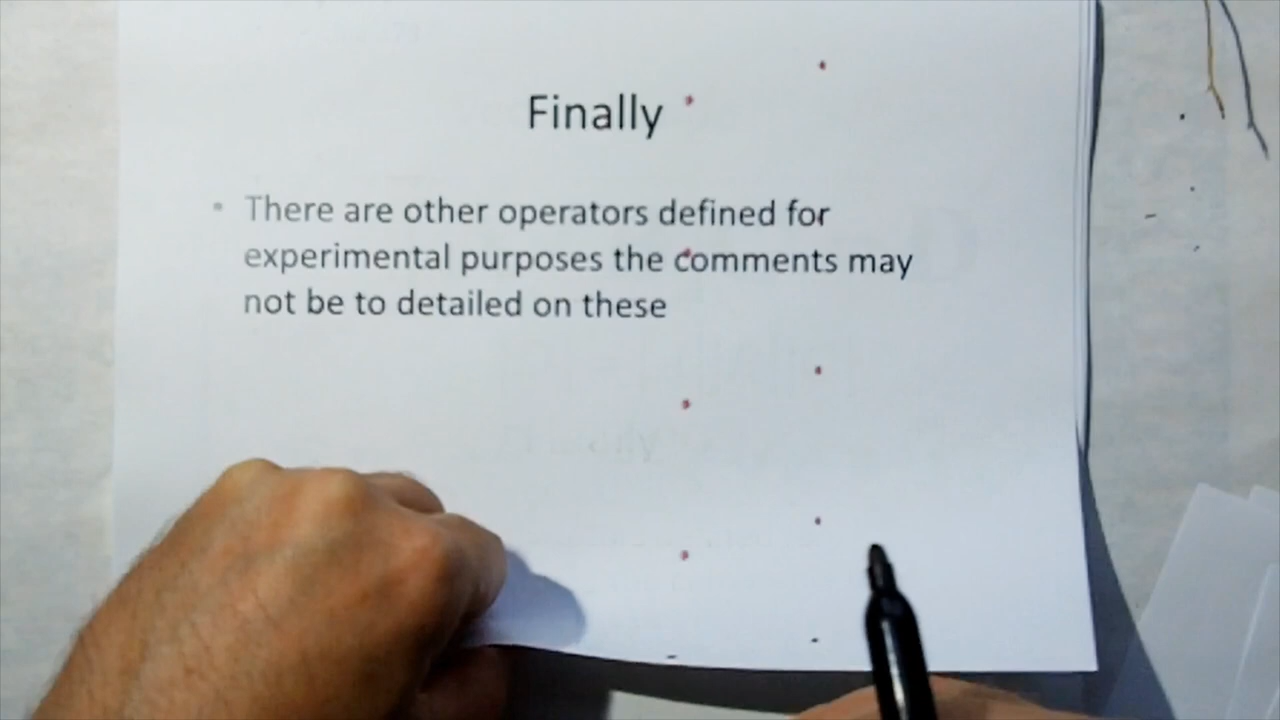 Finally
• There are other operators defined for
experimental purposes the comments may
not be to detailed on these